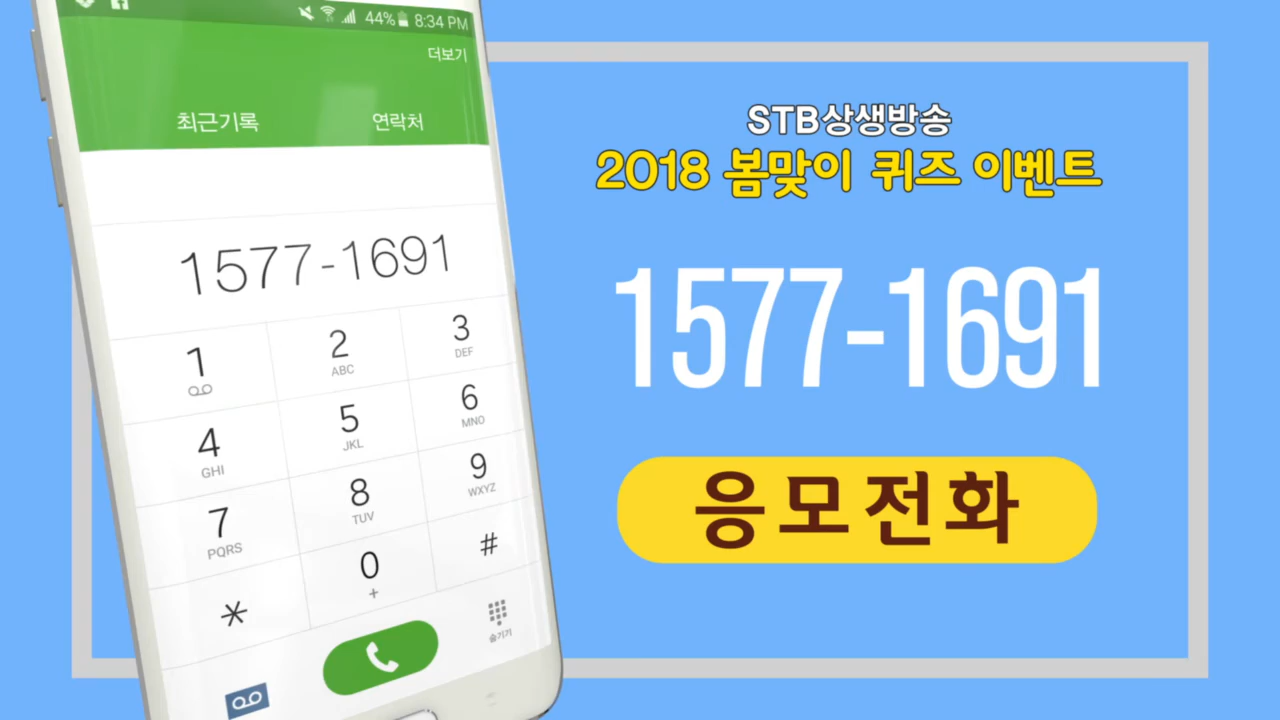 44% 8:34 PM
더보기
최근기록 연락처
1577-1691
1
2 ABC
3 DEF
4 GHI
5 JKL
6 MNO
7 PQRS
8 TUV
9 WXYZ
*
0 +
#
숨기기
STB상생방송
2018 봄맞이 퀴즈 이벤트
1577-1691
응모전화